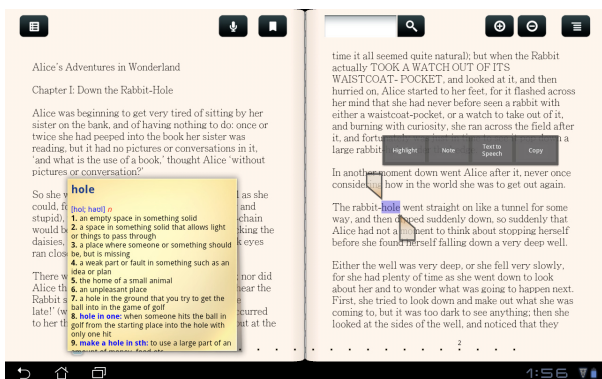 Alice's Adventures in Wonderland
Chapter I: Down the Rabbit-Hole
Alice was beginning to get very tired of sitting by her
sister on the bank, and of having nothing to do: once or
twice she had peeped into the book her sister was
reading, but it had no pictures or conversations in it,
'and what is the use of a book,' thought Alice 'without
pictures or conversation?'
So she w
as she
could, fo
and
stupid),
chain
would b
king the
daisies,
k eyes
ran close
There w
nor did
Alice th
hear the
Rabbit s
late!' (w
curred
to her th
but at the
hole
[hol; həʊl] n
1. an empty space in something solid
2. a space in something solid that allows light
or things to pass through
3. a place where someone or something should
be, but is missing
4. a weak part or fault in something such as an
idea or plan
5. the home of a small animal
6. an unpleasant place
7. a hole in the ground that you try to get the
ball into in the game of golf
8. hole in one: when someone hits the ball in
golf from the starting place into the hole with
only one hit
9. make a hole in sth: to use a large part of an
amount of money, food etc
time it all seemed quite natural); but when the Rabbit
actually TOOK A WATCH OUT OF ITS
WAISTCOAT- POCKET, and looked at it, and then
hurried on, Alice started to her feet, for it flashed across
her mind that she had never before seen a rabbit with
either a waistcoat-pocket, or a watch to take out of it,
and burning with curiosity, she ran across the field after
it, and fort
n a
large rabbit
Highlight
Note
Text to
Speech
Copy
In another moment down went Alice after it, never once
considering how in the world she was to get out again.
The rabbit-hole went straight on like a tunnel for some
way, and then dipped suddenly down, so suddenly that
Alice had not a moment to think about stopping herself
before she found herself falling down a very deep well.
Either the well was very deep, or she fell very slowly,
for she had plenty of time as she went down to look
about her and to wonder what was going to happen next.
First, she tried to look down and make out what she was
coming to, but it was too dark to see anything; then she
looked at the sides of the well, and noticed that they
2
1:56